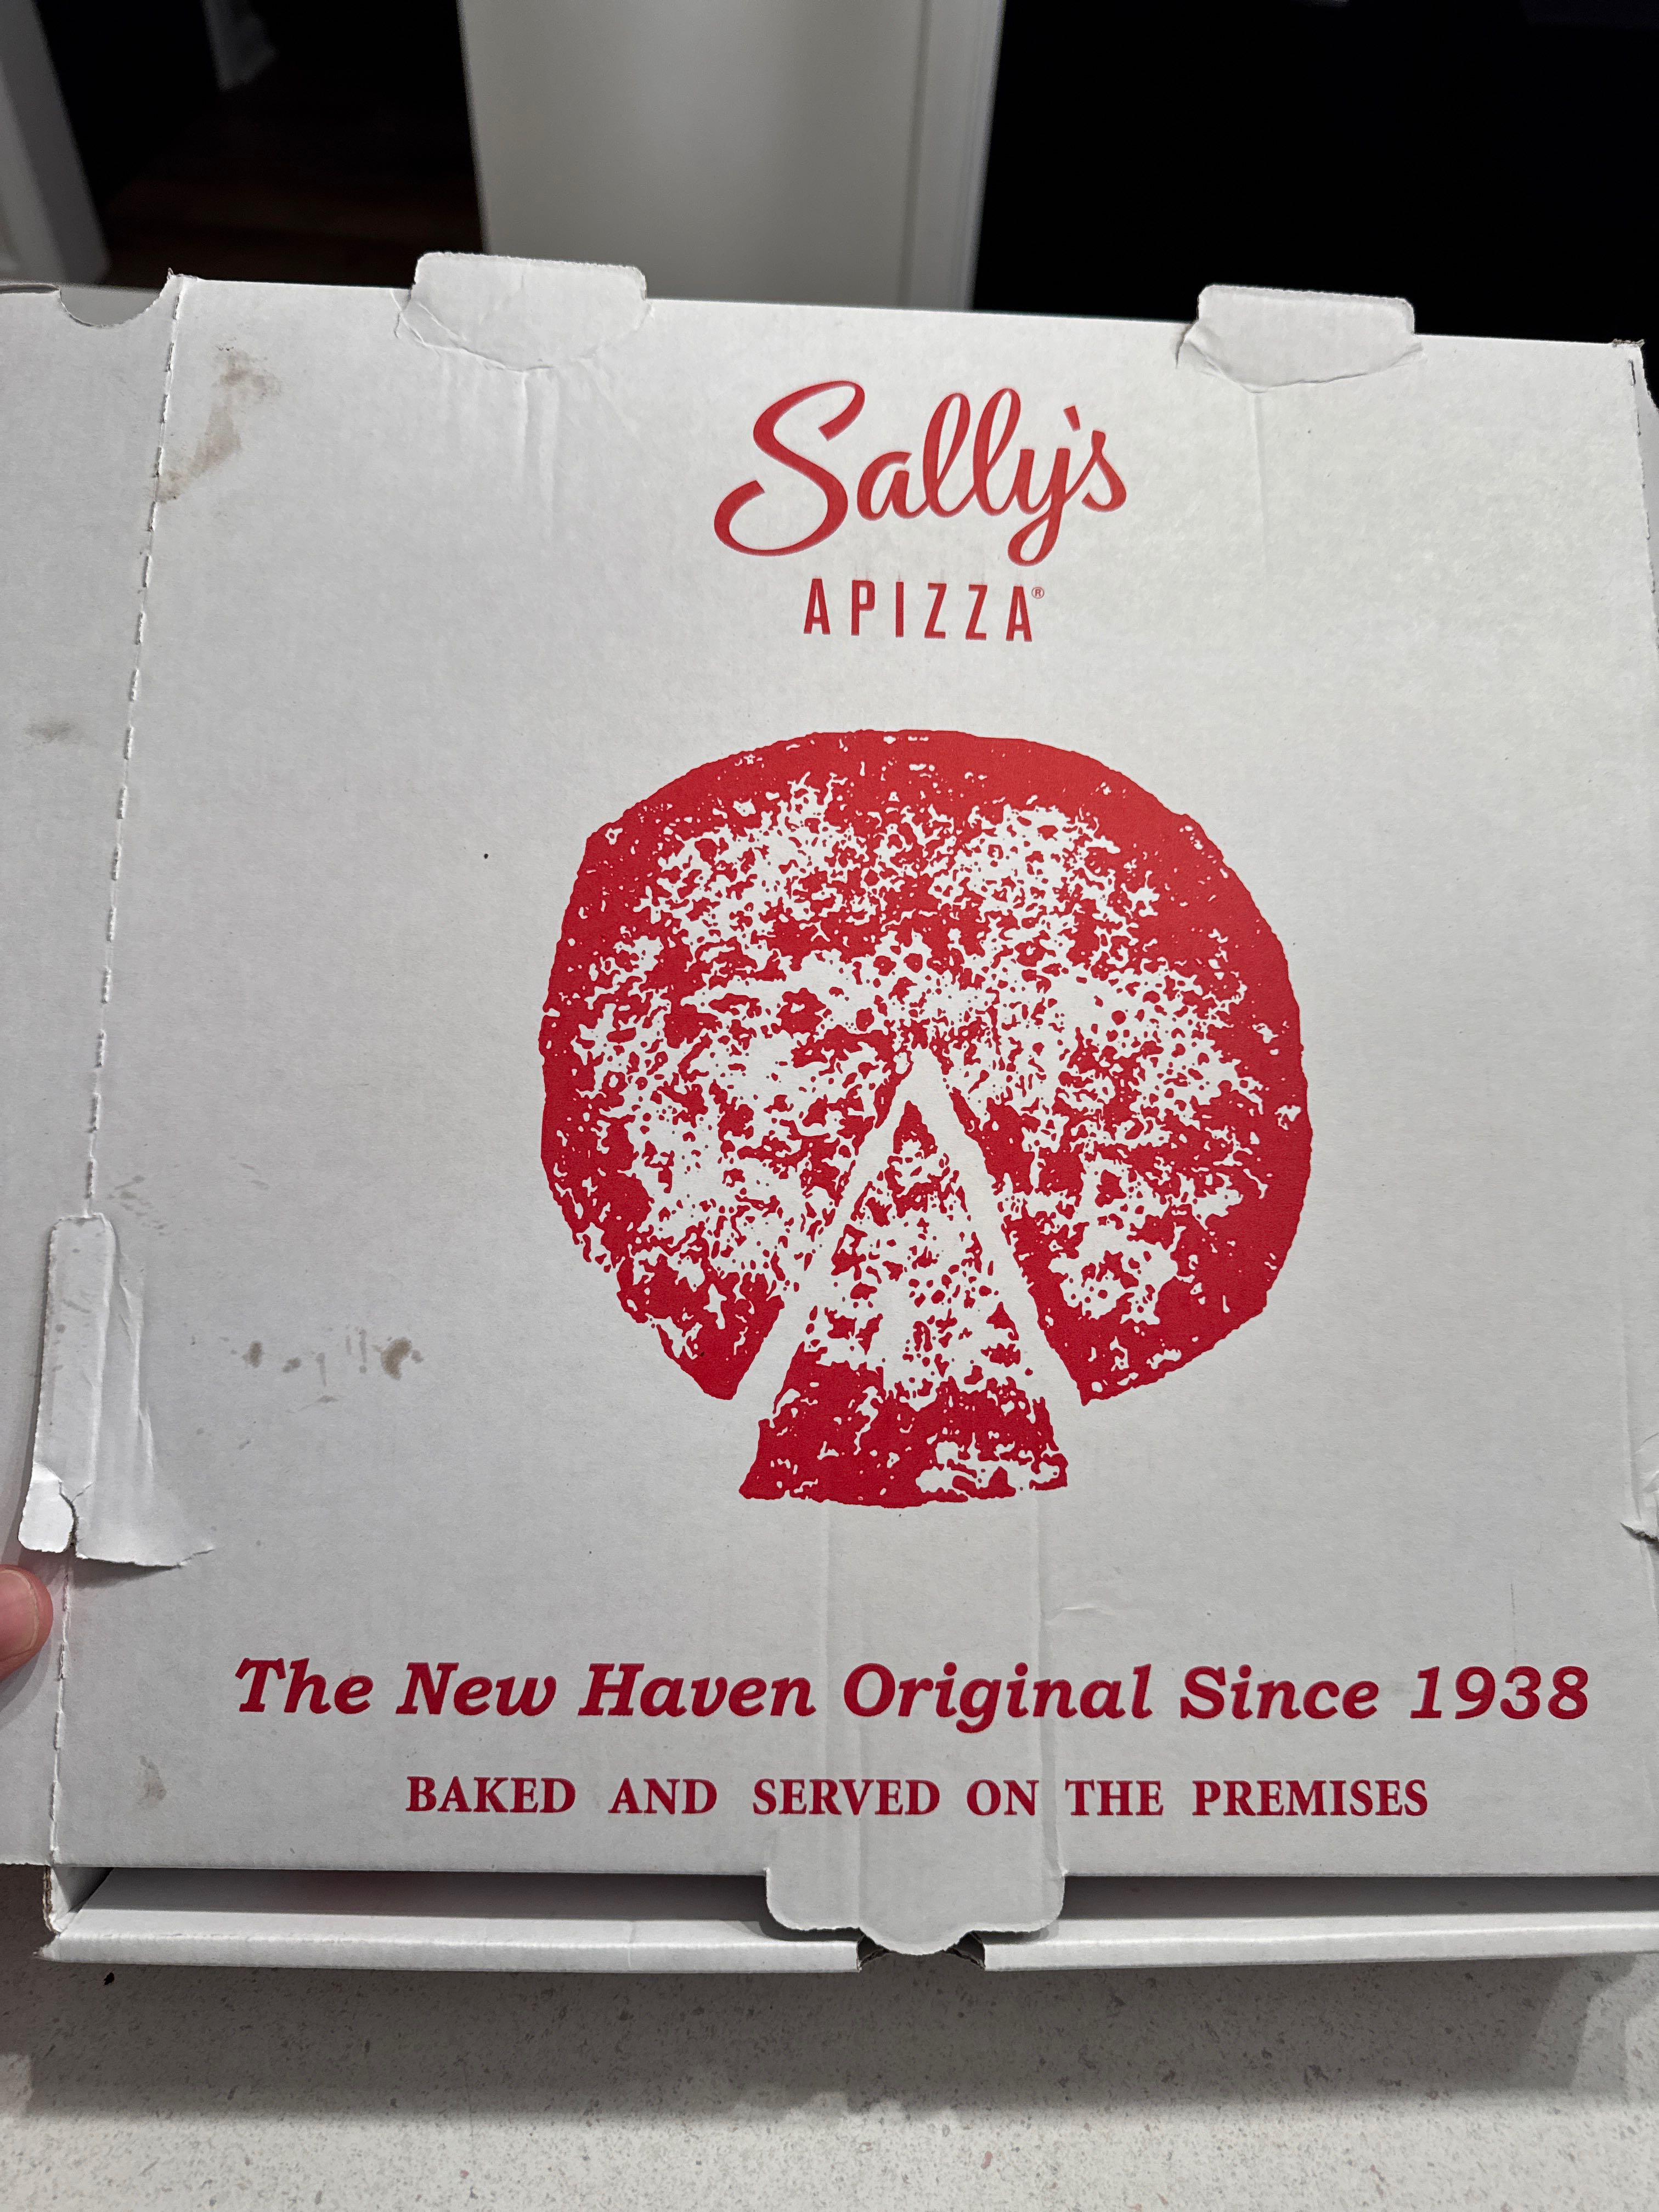 Sally's
APIZZA®
The New Haven Original Since 1938
BAKED AND SERVED ON THE PREMISES